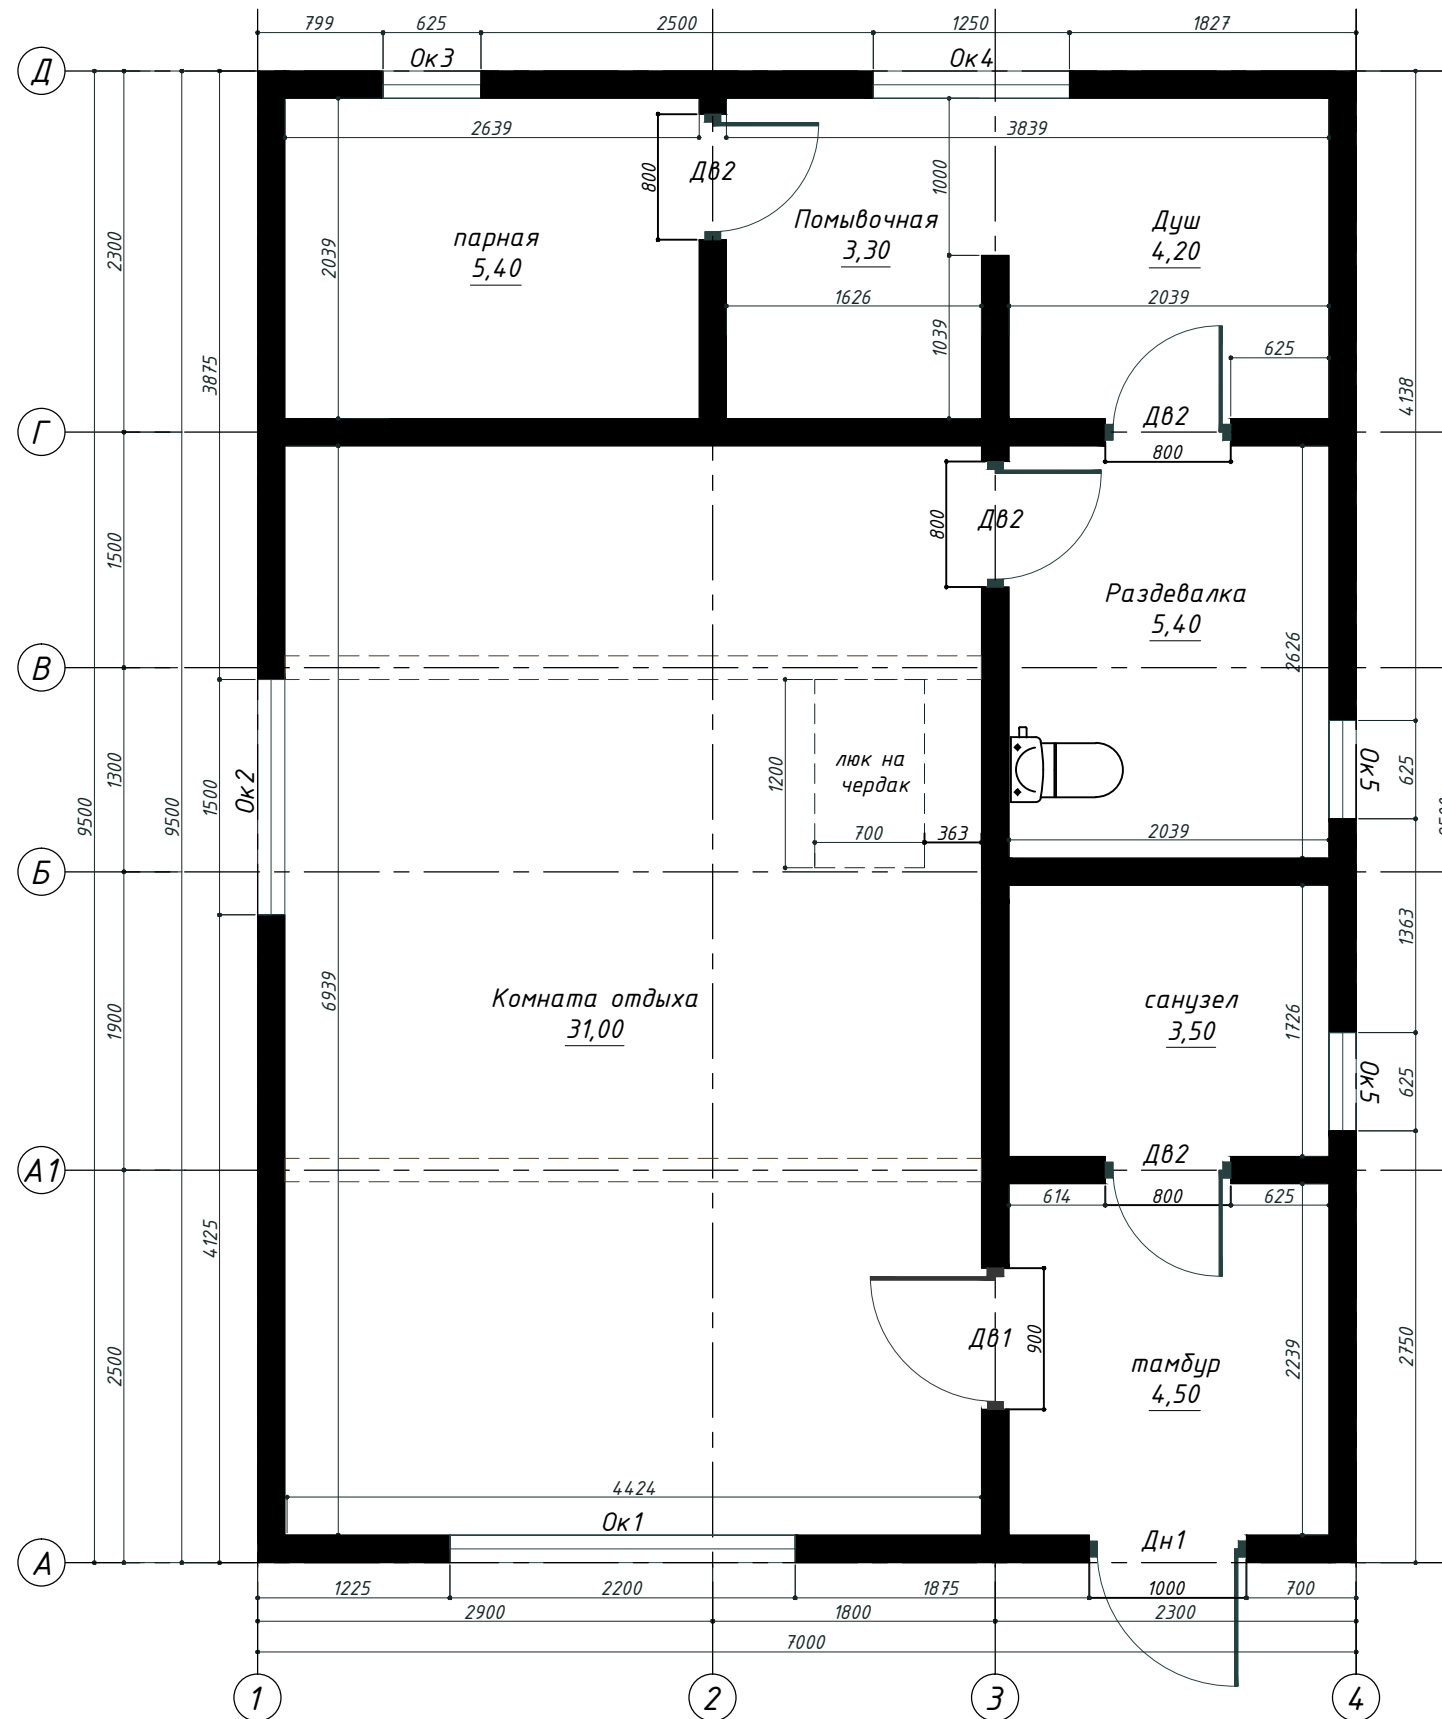 799 625 2500 1250 1827
Ок3 Ок4
Д
2639 3839
800 Дв2 1000
Помывочная
3,30
Душ
4,20
парная
5,40
2300 2039
1626 2039
1039 625
3875 4138
Г
Дв2
800
800 Дв2
1500
Раздевалка
5,40
2626
В
1300 9500 9500 1500 Ок2
1200
люк на
чердак
700 363
2039
Ок5 625
Б
1363
1900 6939
Комната отдыха
31,00
санузел
3,50
1726
Ок5 625
А1
Дв2
614 800 625
4125
Дв1 900
2500
тамбур
4,50
2239 2750
4424
Ок1 Дн1
А
1225 2200 1875 1000 700
2900 1800 2300
7000
1 2 3 4